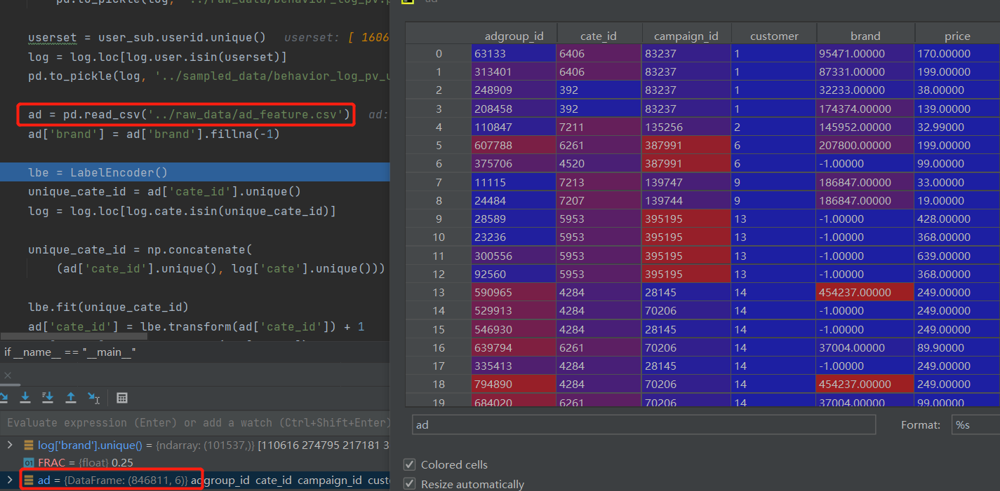 pd.to_pickle(log, '../raw_data/behavior_log_pv.p
userset = user_sub.userid.unique() userset: [ 1606
log = log.loc[log.user.isin(userset)]
pd.to_pickle(log, '../sampled_data/behavior_log_pv_u
ad = pd.read_csv('../raw_data/ad_feature.csv') ad:
ad['brand'] = ad['brand'].fillna(-1)
lbe = LabelEncoder()
unique_cate_id = ad['cate_id'].unique()
log = log.loc[log.cate.isin(unique_cate_id)]
unique_cate_id = np.concatenate(
(ad['cate_id'].unique(), log['cate'].unique()))
lbe.fit(unique_cate_id)
ad['cate_id'] = lbe.transform(ad['cate_id']) + 1
if __name__ == "__main__"
Evaluate expression (Enter) or add a watch (Ctrl+Shift+Enter)
log['brand'].unique() = {ndarray: (101537,)} [110616 274795 217181 3
01 FRAC = {float} 0.25
ad = {DataFrame: (846811, 6)} adgroup_id cate_id campaign_id custo
ad
adgroup_id cate_id campaign_id customer brand price
0 63133 6406 83237 1 95471.00000 170.00000
1 313401 6406 83237 1 87331.00000 199.00000
2 248909 392 83237 1 32233.00000 38.00000
3 208458 392 83237 1 174374.00000 139.00000
4 110847 7211 135256 2 145952.00000 32.99000
5 607788 6261 387991 6 207800.00000 199.00000
6 375706 4520 387991 6 -1.00000 99.00000
7 11115 7213 139747 9 186847.00000 33.00000
8 24484 7207 139744 9 186847.00000 19.00000
9 28589 5953 395195 13 -1.00000 428.00000
10 23236 5953 395195 13 -1.00000 368.00000
11 300556 5953 395195 13 -1.00000 639.00000
12 92560 5953 395195 13 -1.00000 368.00000
13 590965 4284 28145 14 454237.00000 249.00000
14 529913 4284 70206 14 -1.00000 249.00000
15 546930 4284 28145 14 -1.00000 249.00000
16 639794 6261 70206 14 37004.00000 89.90000
17 335413 4284 28145 14 -1.00000 249.00000
18 794890 4284 70206 14 454237.00000 249.00000
19 684020 6261 70206 14 37004.00000 99.00000
ad Format: %s
Colored cells
Resize automatically